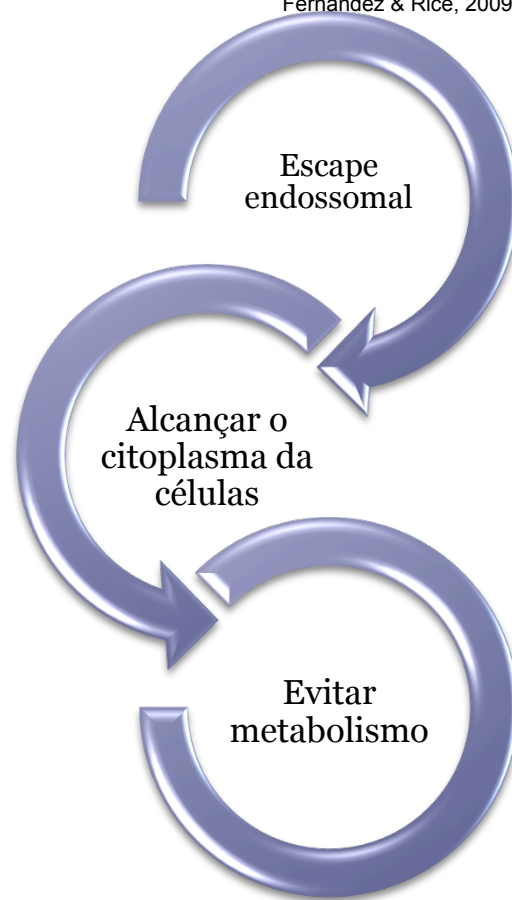 Fernandez & Rice, 2009
Escape
endossomal
Alcançar o
citoplasma da
células
Evitar
metabolismo